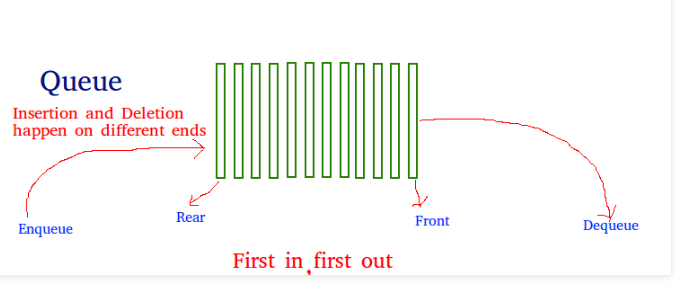 Queue
Insertion and Deletion
happen on different ends
Enqueue
Rear
Front
Dequeue
First in,first out